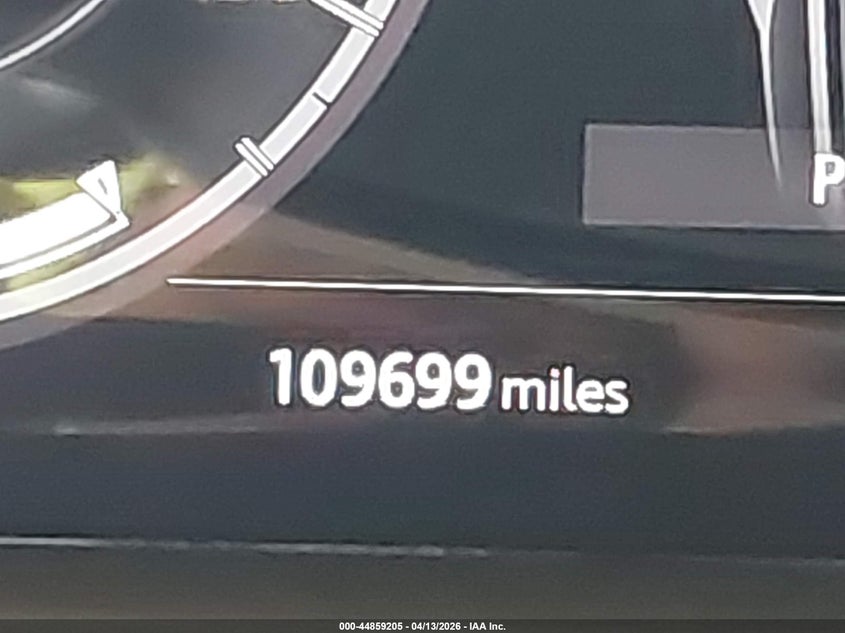 P
109699 miles
000-44859205 - 04/13/2026 - IAA Inc.